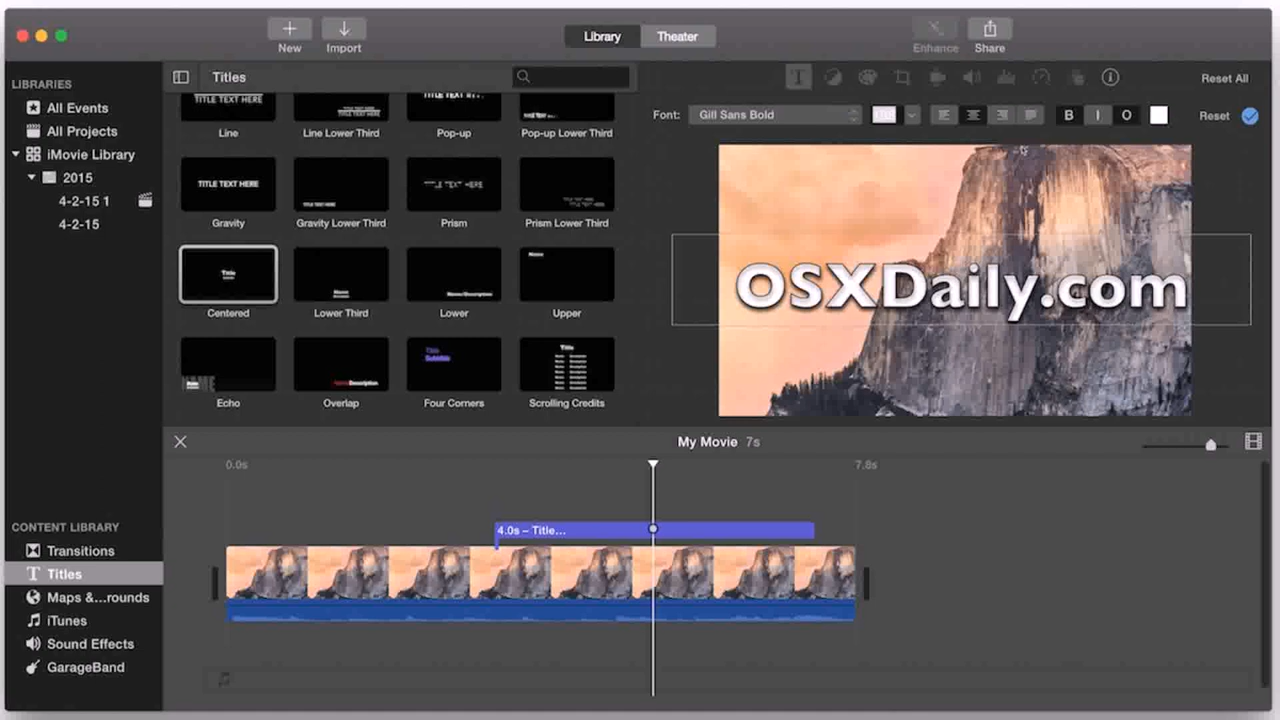 New
Import
Library
Theater
Enhance
Share
LIBRARIES
All Events
All Projects
iMovie Library
2015
4-2-15 1
4-2-15
CONTENT LIBRARY
Transitions
T Titles
Maps &...rounds
iTunes
Sound Effects
GarageBand
Titles
TITLE TEXT HERE
Line
Line Lower Third
Pop-up
Pop-up Lower Third
TITLE TEXT HERE
Gravity
Gravity Lower Third
Prism
Prism Lower Third
Title
Centered
Lower Third
Lower
Name
Upper
Echo
Overlap
Title
Subtitle
Four Corners
Title
Scrolling Credits
T
Reset All
Font:
Gill Sans Bold
B I O
Reset
OSXDaily.com
My Movie 7s
0.0s
7.8s
4.0s – Title...